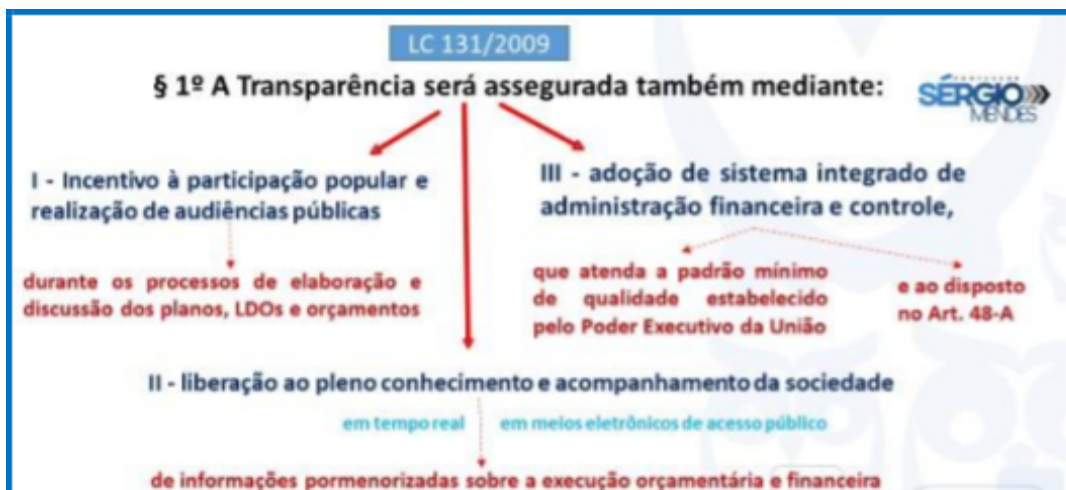 LC 131/2009
§ 1º A Transparência será assegurada também mediante:
SÉRGIO
MENDES
I - Incentivo à participação popular e
realização de audiências públicas
durante os processos de elaboração e
discussão dos planos, LDOs e orçamentos
III - adoção de sistema integrado de
administração financeira e controle,
que atenda a padrão mínimo
de qualidade estabelecido
pelo Poder Executivo da União
e ao disposto
no Art. 48-A
II - liberação ao pleno conhecimento e acompanhamento da sociedade
em tempo real em meios eletrônicos de acesso público
de informações pormenorizadas sobre a execução orçamentária e financeira